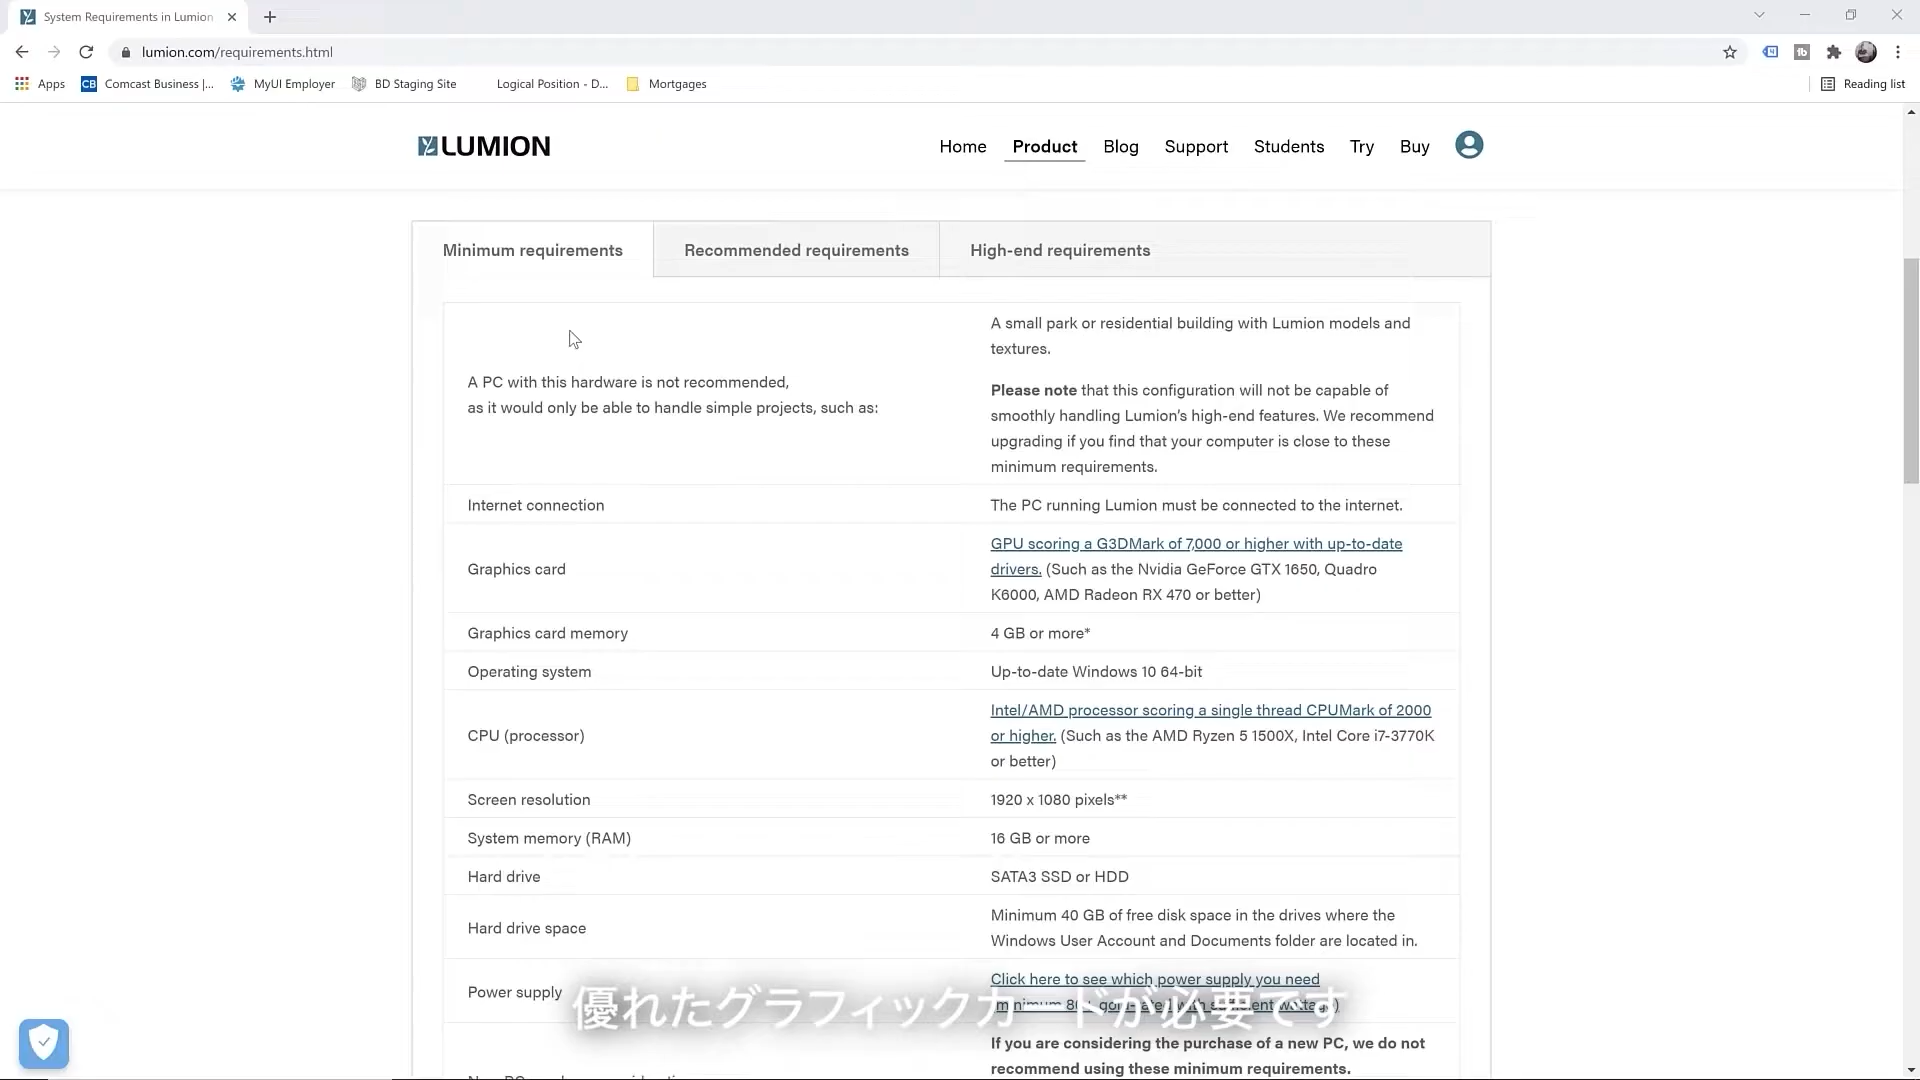 System Requirements in Lumion
lumion.com/requirements.html
Apps
CB Comcast Business |...
MyUI Employer
BD Staging Site
Logical Position - D...
Mortgages
Reading list
LUMION
Home Product Blog Support Students Try Buy
Minimum requirements Recommended requirements High-end requirements
A PC with this hardware is not recommended,
as it would only be able to handle simple projects, such as:
A small park or residential building with Lumion models and
textures.
Please note that this configuration will not be capable of
smoothly handling Lumion's high-end features. We recommend
upgrading if you find that your computer is close to these
minimum requirements.
Internet connection
The PC running Lumion must be connected to the internet.
Graphics card
GPU scoring a G3DMark of 7,000 or higher with up-to-date
drivers. (Such as the Nvidia GeForce GTX 1650, Quadro
K6000, AMD Radeon RX 470 or better)
Graphics card memory
4 GB or more*
Operating system
Up-to-date Windows 10 64-bit
CPU (processor)
Intel/AMD processor scoring a single thread CPUMark of 2000
or higher. (Such as the AMD Ryzen 5 1500X, Intel Core i7-3770K
or better)
Screen resolution
1920 x 1080 pixels**
System memory (RAM)
16 GB or more
Hard drive
SATA3 SSD or HDD
Hard drive space
Minimum 40 GB of free disk space in the drives where the
Windows User Account and Documents folder are located in.
Power supply
Click here to see which power supply you need
優れたグラフィックカードが必要です
If you are considering the purchase of a new PC, we do not
recommend using these minimum requirements.